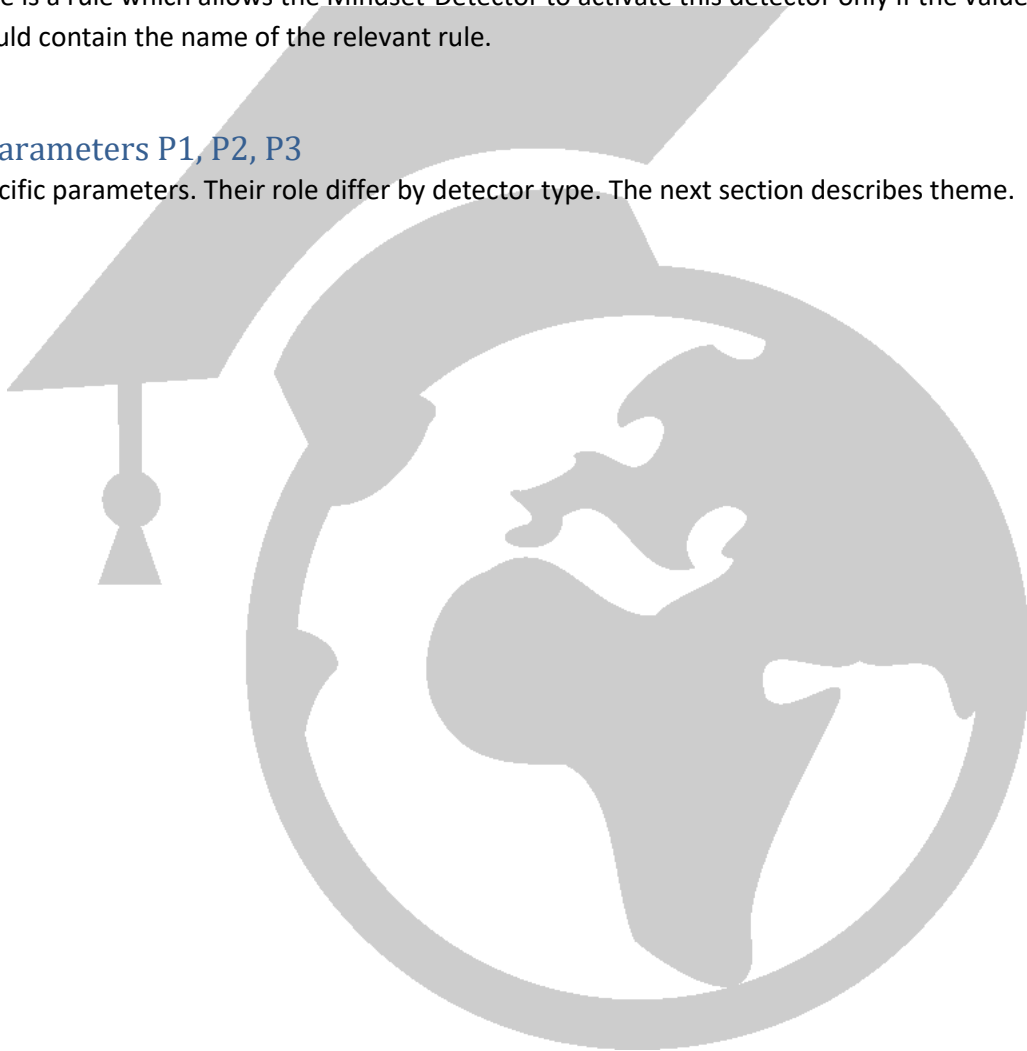 e is a rule which allows the Mindset-Detector to activate this detector only if the value
uld contain the name of the relevant rule.
arameters P1, P2, P3
cific parameters. Their role differ by detector type. The next section describes theme.